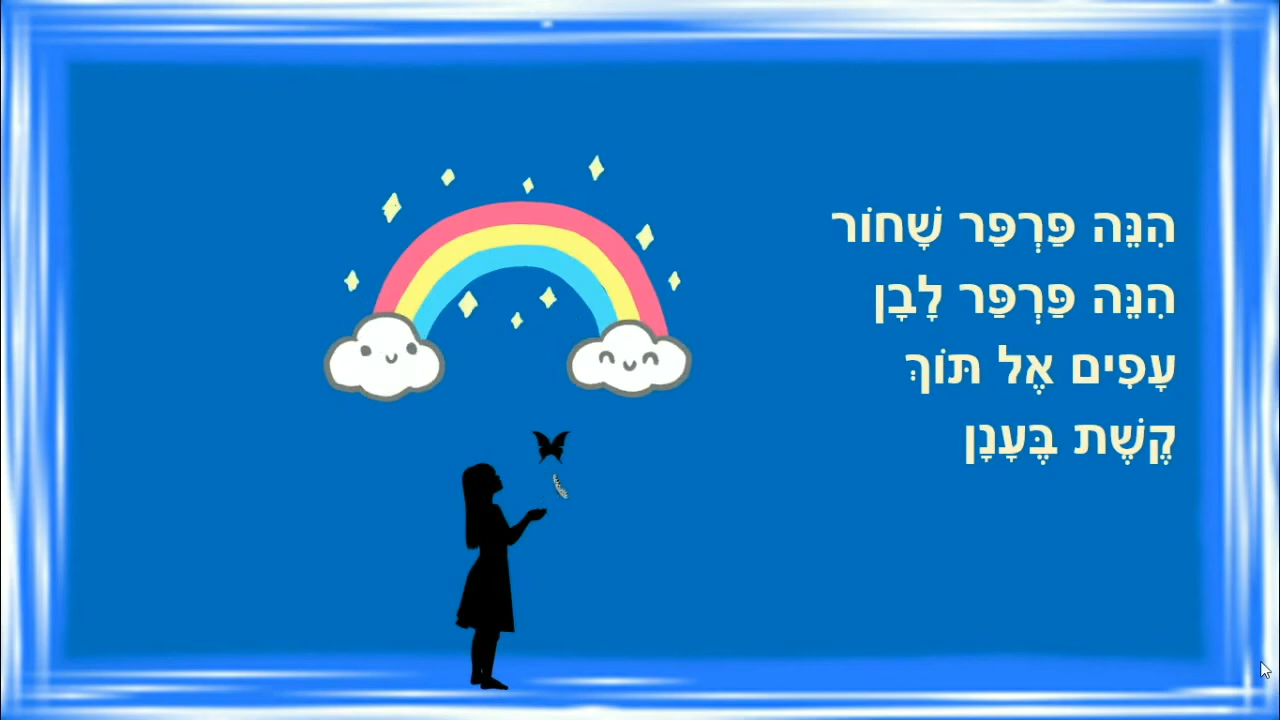 הִנֵּה פַּרְפַּר שָׁחוֹר
הִנֵּה פַּרְפַּר לָבָן
עָפִים אֶל תּוֹךְ
קֶשֶׁת בֶּעָנָן